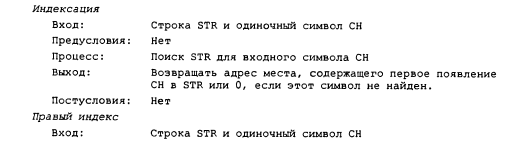 Индексация
Вход: Строка STR и одиночный символ CH
Предусловия: Нет
Процесс: Поиск STR для входного символа CH
Выход: Возвращать адрес места, содержащего первое появление
CH в STR или 0, если этот символ не найден.
Постусловия: Нет
Правый индекс
Вход: Строка STR и одиночный символ CH